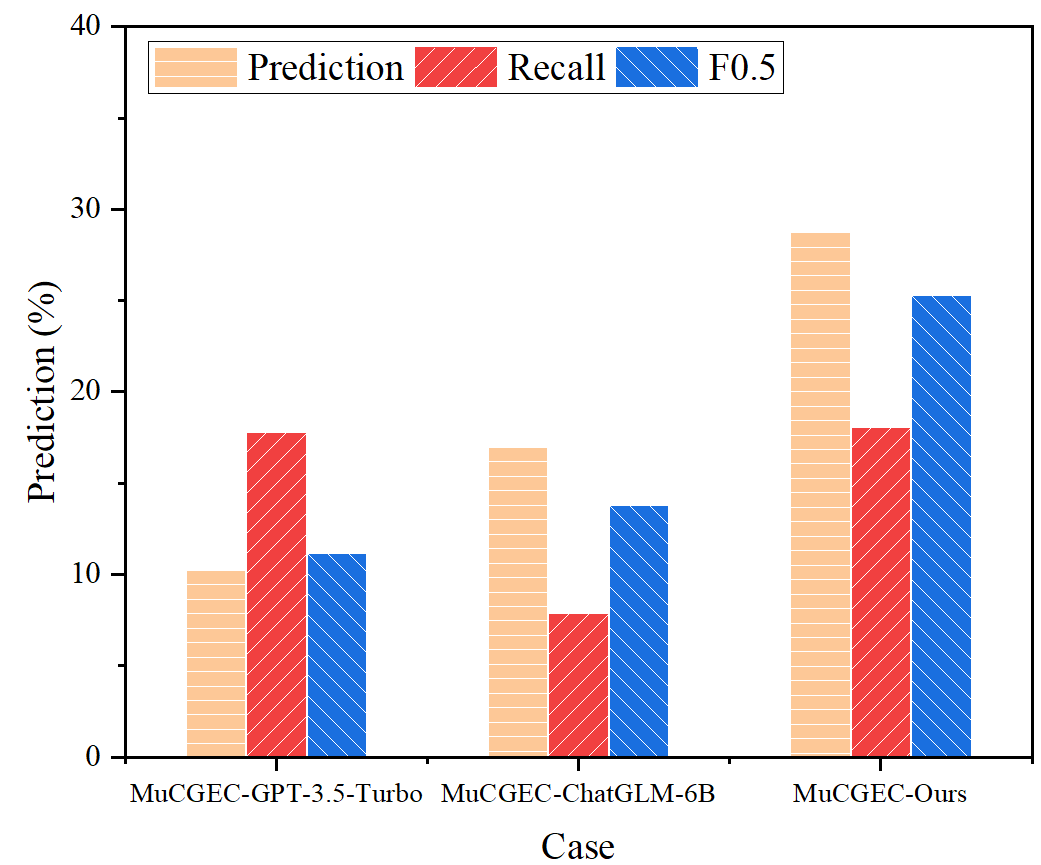 Prediction Recall F0.5
40
30
20
10
0
Prediction (%)
MuCGEC-GPT-3.5-Turbo MuCGEC-ChatGLM-6B MuCGEC-Ours
Case